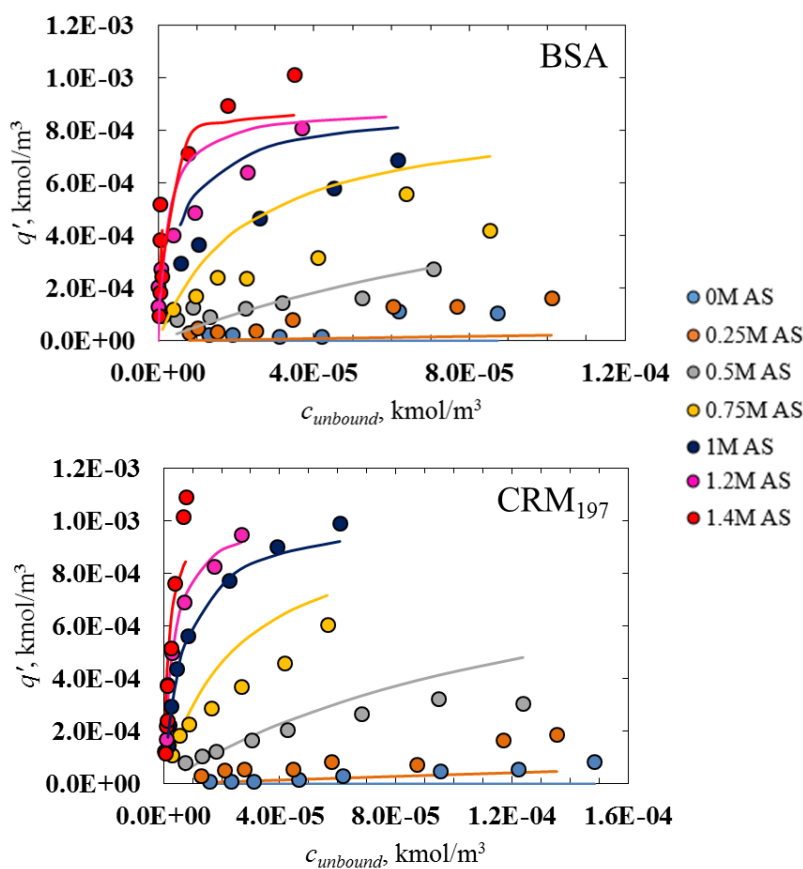 BSA
1.2E-03
1.0E-03
8.0E-04
6.0E-04
4.0E-04
2.0E-04
0.0E+00
q′, kmol/m³
0.0E+00 4.0E-05 8.0E-05 1.2E-04
c_unbound, kmol/m³
0M AS
0.25M AS
0.5M AS
0.75M AS
1M AS
1.2M AS
1.4M AS
CRM₁₉₇
1.2E-03
1.0E-03
8.0E-04
6.0E-04
4.0E-04
2.0E-04
0.0E+00
q′, kmol/m³
0.0E+00 4.0E-05 8.0E-05 1.2E-04 1.6E-04
c_unbound, kmol/m³